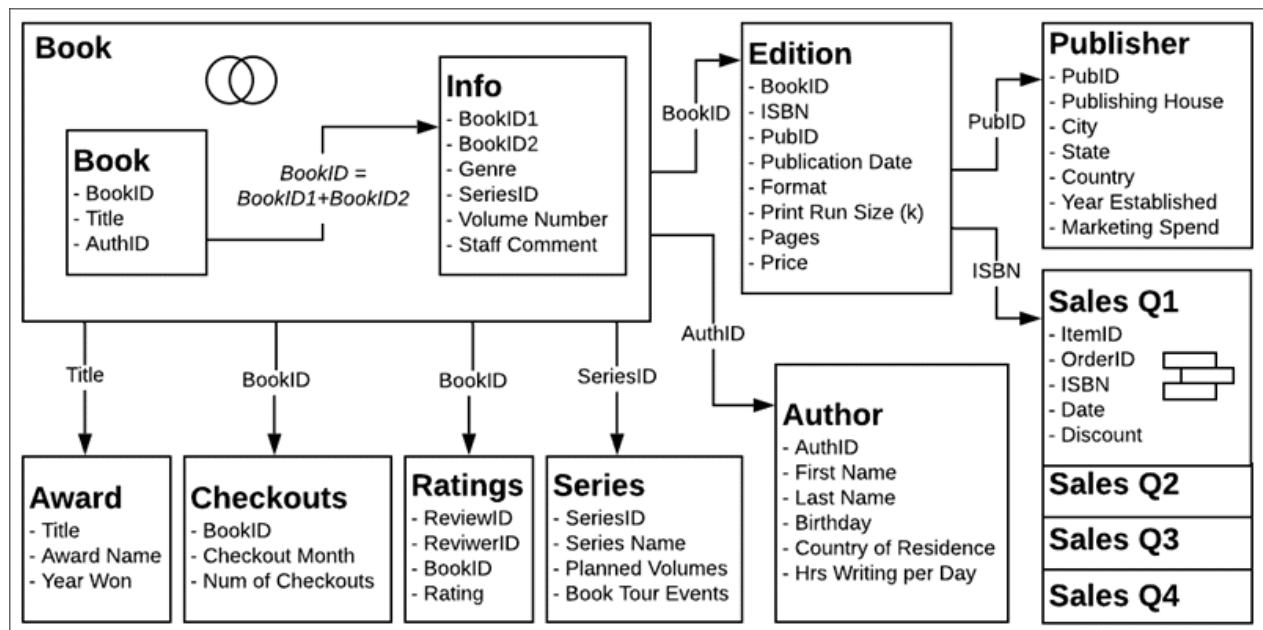 Book
Book
- BookID
- Title
- AuthID
BookID =
BookID1+BookID2
Info
- BookID1
- BookID2
- Genre
- SeriesID
- Volume Number
- Staff Comment
BookID
Edition
- BookID
- ISBN
- PubID
- Publication Date
- Format
- Print Run Size (k)
- Pages
- Price
PubID
Publisher
- PubID
- Publishing House
- City
- State
- Country
- Year Established
- Marketing Spend
ISBN
Sales Q1
- ItemID
- OrderID
- ISBN
- Date
- Discount
Sales Q2
Sales Q3
Sales Q4
AuthID
Author
- AuthID
- First Name
- Last Name
- Birthday
- Country of Residence
- Hrs Writing per Day
Title
Award
- Title
- Award Name
- Year Won
BookID
Checkouts
- BookID
- Checkout Month
- Num of Checkouts
BookID
Ratings
- ReviewID
- ReviwerID
- BookID
- Rating
SeriesID
Series
- SeriesID
- Series Name
- Planned Volumes
- Book Tour Events